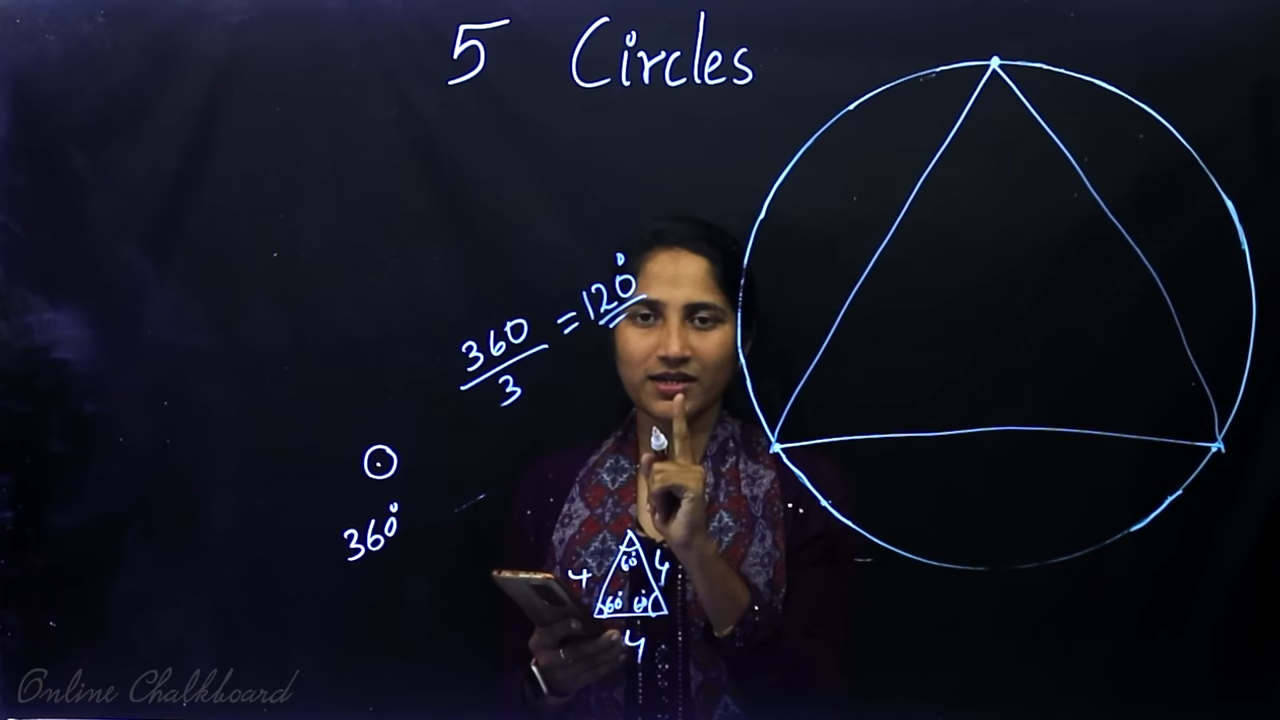 5 Circles
360/3 = 120°
360°
60°
4 4
60° 60°
4
Online Chalkboard